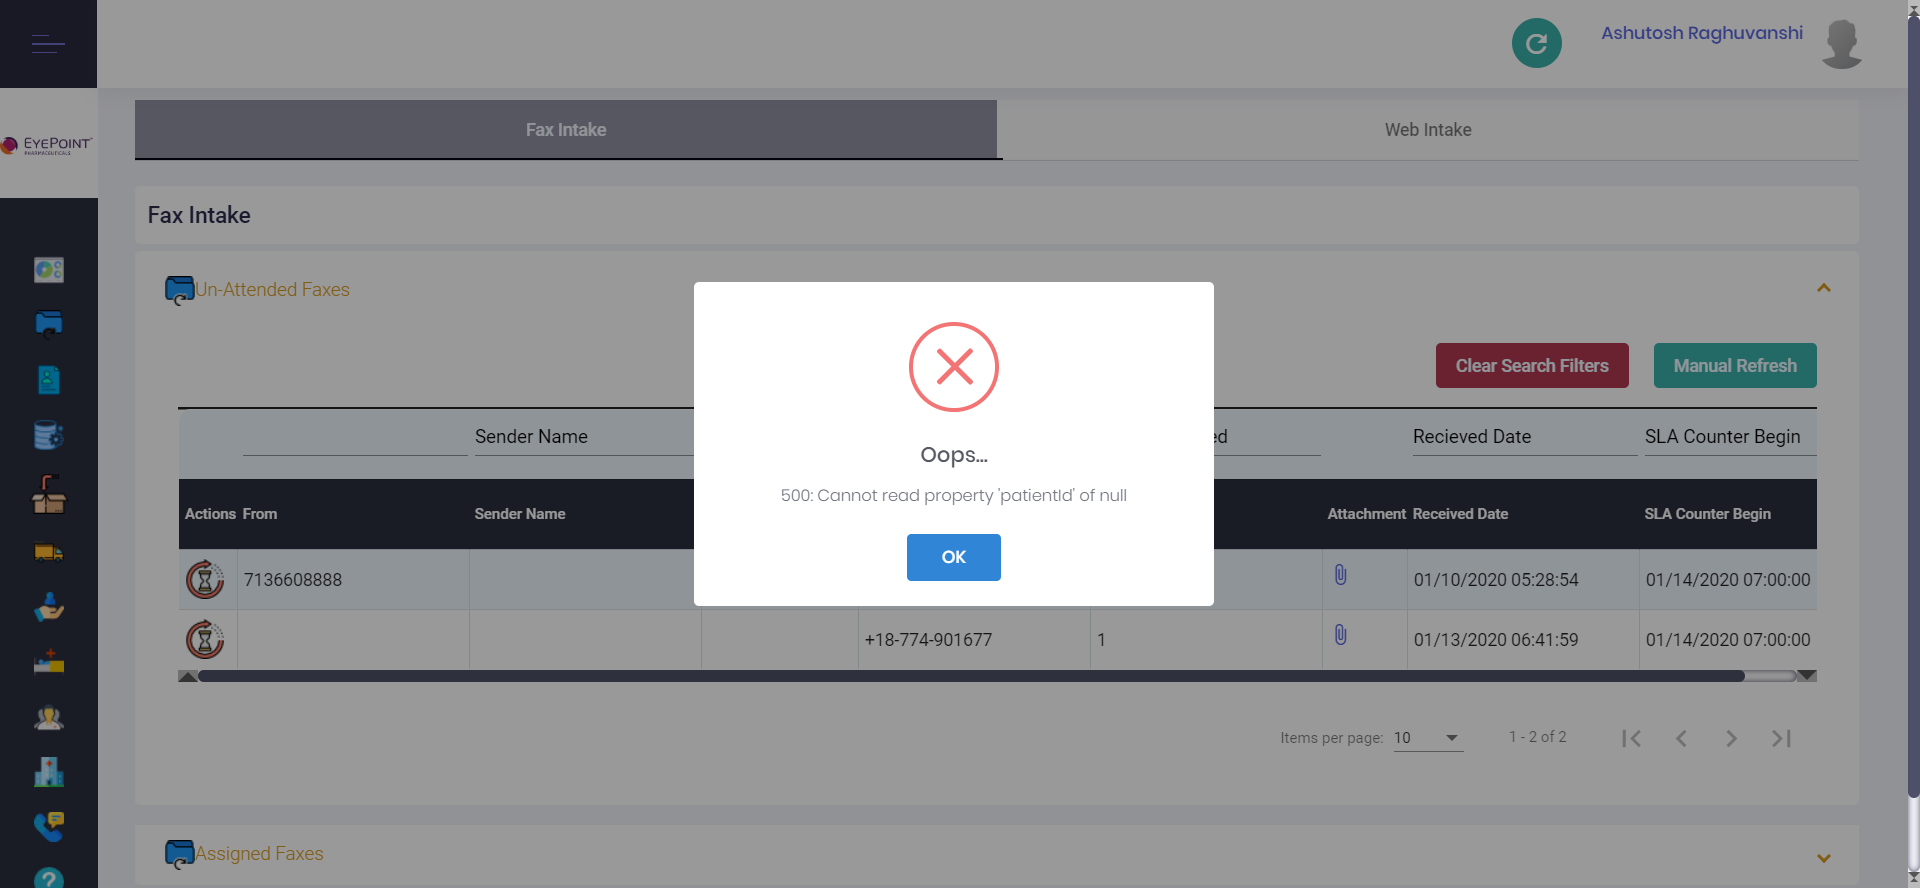 Ashutosh Raghuvanshi
EYEPOINT
PHARMACEUTICALS
Fax Intake
Web Intake
Fax Intake
Un-Attended Faxes
Clear Search Filters
Manual Refresh
Sender Name
ed
Recieved Date
SLA Counter Begin
Actions From
Sender Name
Attachment
Received Date
SLA Counter Begin
7136608888
01/10/2020 05:28:54
01/14/2020 07:00:00
+18-774-901677
1
01/13/2020 06:41:59
01/14/2020 07:00:00
Oops...
500: Cannot read property 'patientId' of null
OK
Items per page: 10
1 - 2 of 2
Assigned Faxes
?